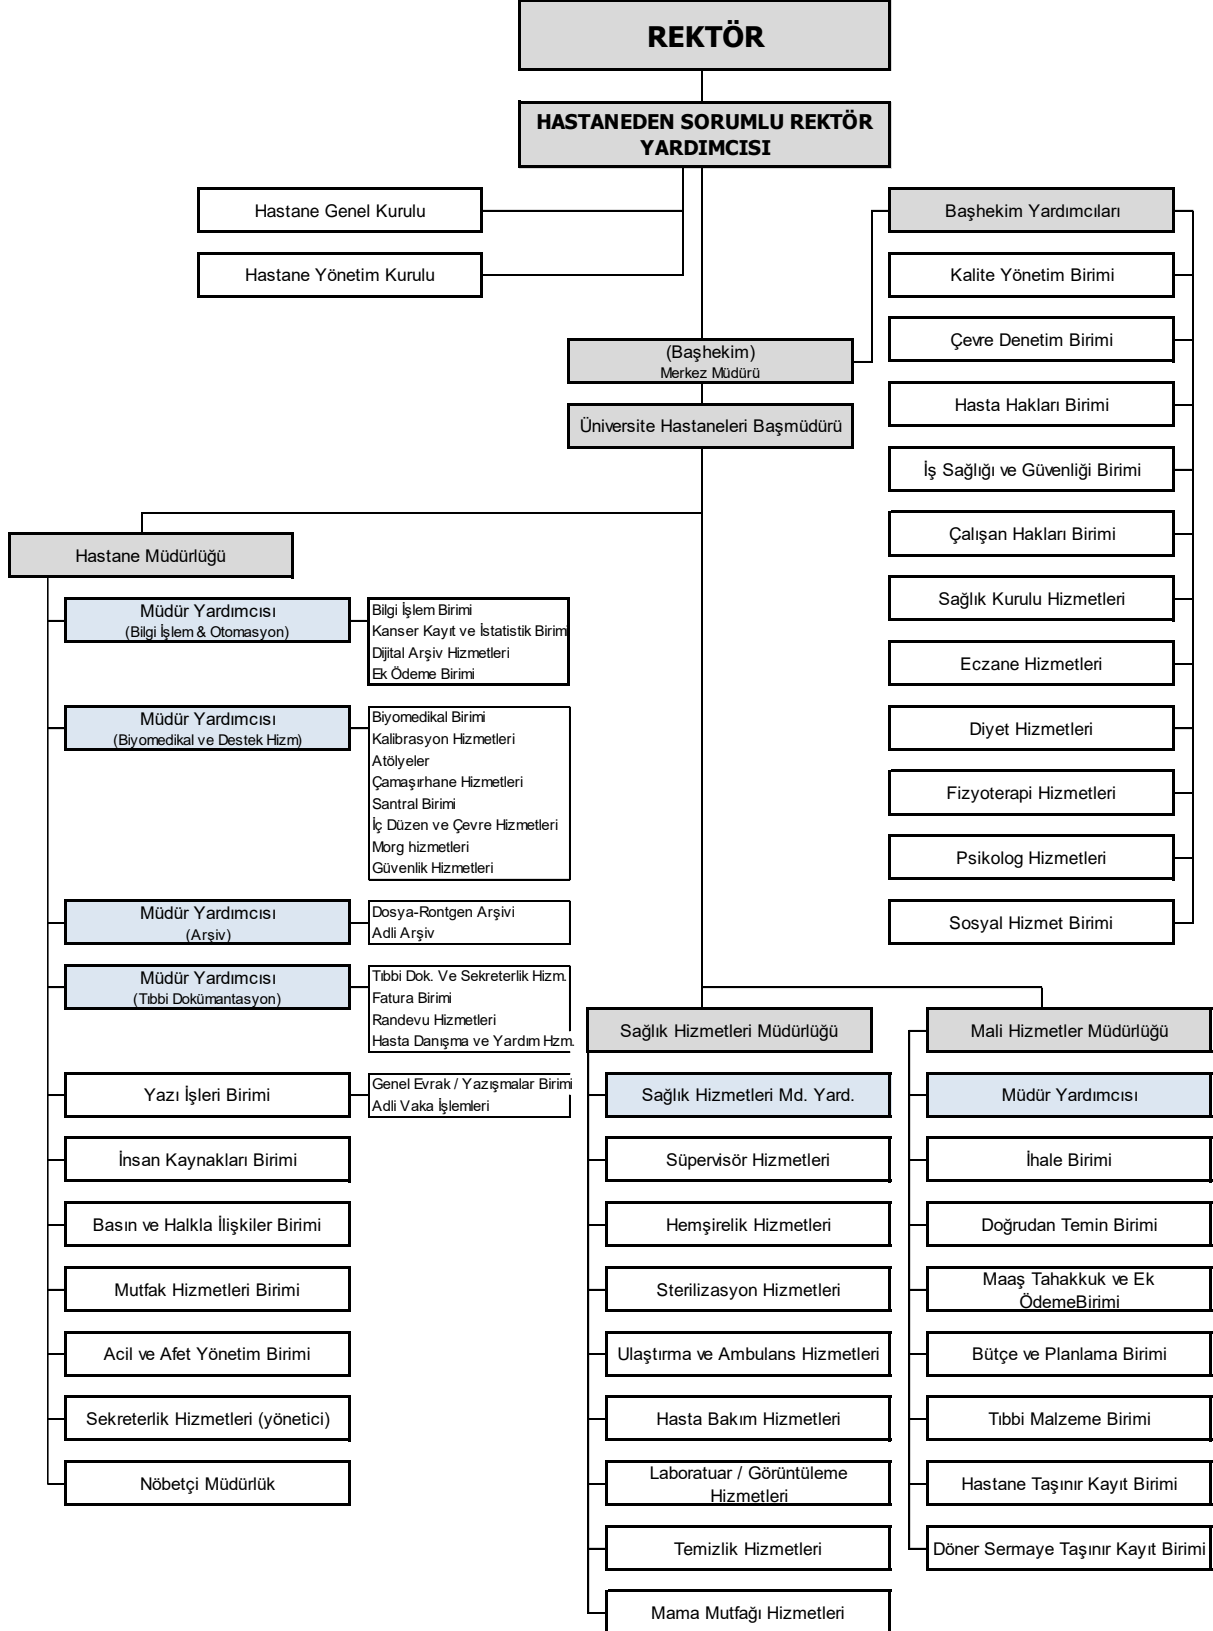 REKTÖR
HASTANEDEN SORUMLU REKTÖR
YARDIMCISI
Hastane Genel Kurulu
Hastane Yönetim Kurulu
(Başhekim)
Merkez Müdürü
Üniversite Hastaneleri Başmüdürü
Başhekim Yardımcıları
Kalite Yönetim Birimi
Çevre Denetim Birimi
Hasta Hakları Birimi
İş Sağlığı ve Güvenliği Birimi
Çalışan Hakları Birimi
Sağlık Kurulu Hizmetleri
Eczane Hizmetleri
Diyet Hizmetleri
Fizyoterapi Hizmetleri
Psikolog Hizmetleri
Sosyal Hizmet Birimi
Hastane Müdürlüğü
Müdür Yardımcısı
(Bilgi İşlem & Otomasyon)
Bilgi İşlem Birimi
Kanser Kayıt ve İstatistik Birim
Dijital Arşiv Hizmetleri
Ek Ödeme Birimi
Müdür Yardımcısı
(Biyomedikal ve Destek Hizm)
Biyomedikal Birimi
Kalibrasyon Hizmetleri
Atölyeler
Çamaşırhane Hizmetleri
Santral Birimi
İç Düzen ve Çevre Hizmetleri
Morg hizmetleri
Güvenlik Hizmetleri
Müdür Yardımcısı
(Arşiv)
Dosya-Rontgen Arşivi
Adli Arşiv
Müdür Yardımcısı
(Tıbbi Dokümantasyon)
Tıbbi Dok. Ve Sekreterlik Hizm.
Fatura Birimi
Randevu Hizmetleri
Hasta Danışma ve Yardım Hzm.
Yazı İşleri Birimi
Genel Evrak / Yazışmalar Birimi
Adli Vaka İşlemleri
İnsan Kaynakları Birimi
Basın ve Halkla İlişkiler Birimi
Mutfak Hizmetleri Birimi
Acil ve Afet Yönetim Birimi
Sekreterlik Hizmetleri (yönetici)
Nöbetçi Müdürlük
Sağlık Hizmetleri Müdürlüğü
Sağlık Hizmetleri Md. Yard.
Süpervisör Hizmetleri
Hemşirelik Hizmetleri
Sterilizasyon Hizmetleri
Ulaştırma ve Ambulans Hizmetleri
Hasta Bakım Hizmetleri
Laboratuar / Görüntüleme
Hizmetleri
Temizlik Hizmetleri
Mama Mutfağı Hizmetleri
Mali Hizmetler Müdürlüğü
Müdür Yardımcısı
İhale Birimi
Doğrudan Temin Birimi
Maaş Tahakkuk ve Ek
ÖdemeBirimi
Bütçe ve Planlama Birimi
Tıbbi Malzeme Birimi
Hastane Taşınır Kayıt Birimi
Döner Sermaye Taşınır Kayıt Birimi